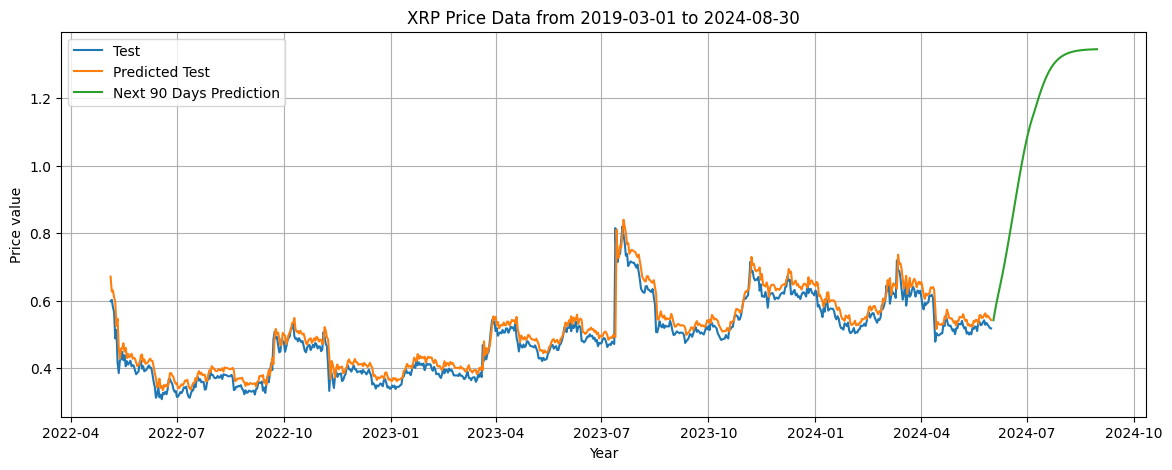 XRP Price Data from 2019-03-01 to 2024-08-30
Test
Predicted Test
Next 90 Days Prediction
Price value
1.2
1.0
0.8
0.6
0.4
2022-04 2022-07 2022-10 2023-01 2023-04 2023-07 2023-10 2024-01 2024-04 2024-07 2024-10
Year